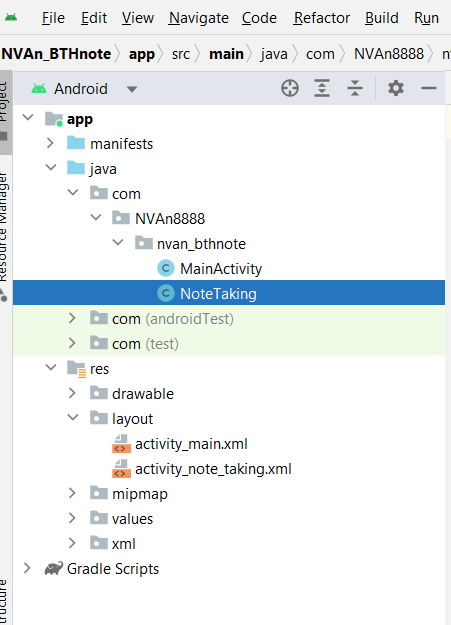 File Edit View Navigate Code Refactor Build Run
NVAn_BTHnote app src main java com NVAn8888
Project
Android
app
manifests
java
com
NVAn8888
nvan_bthnote
C MainActivity
C NoteTaking
com (androidTest)
com (test)
res
drawable
layout
activity_main.xml
activity_note_taking.xml
mipmap
values
xml
Gradle Scripts
Resource Manager